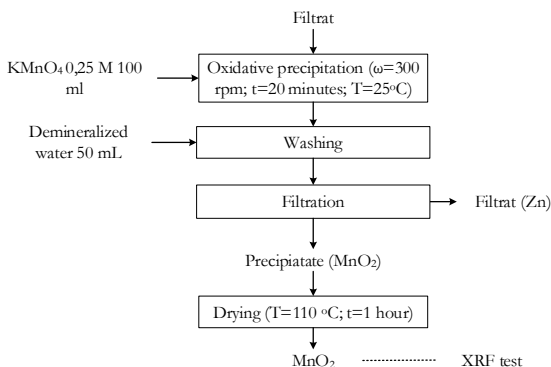 Filtrat
KMnO₄ 0,25 M 100
ml
Oxidative precipitation (ω=300
rpm; t=20 minutes; T=25°C)
Demineralized
water 50 mL
Washing
Filtration
Filtrat (Zn)
Precipiatate (MnO₂)
Drying (T=110 °C; t=1 hour)
MnO₂
XRF test